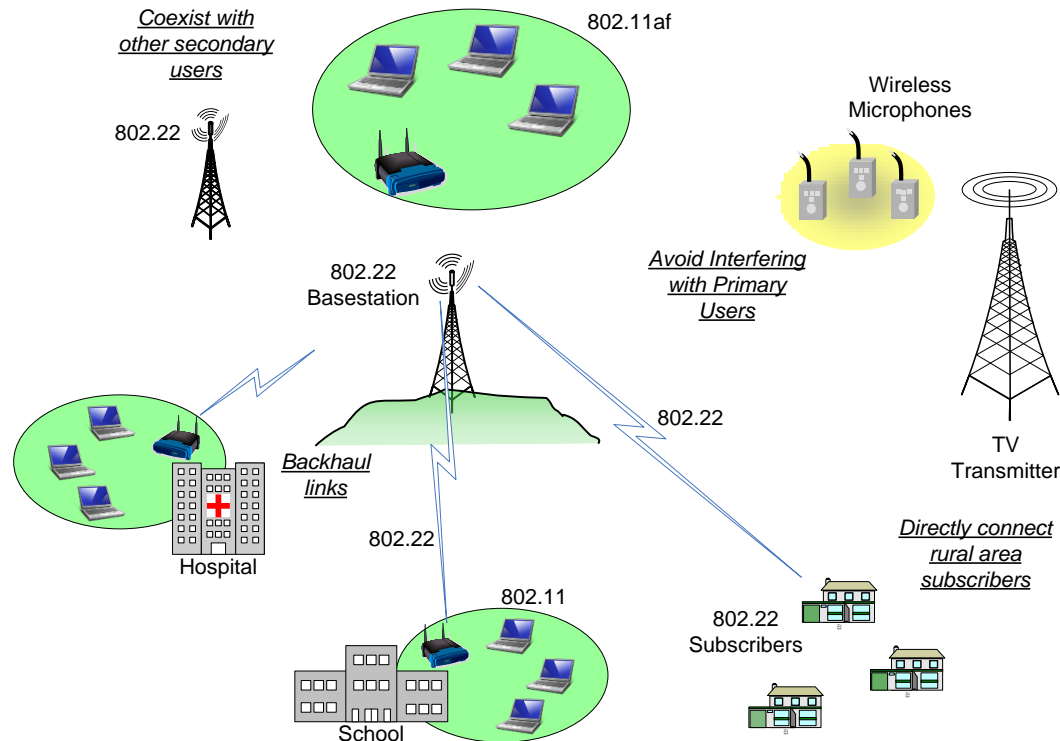 Coexist with
other secondary
users
802.11af
802.22
Wireless
Microphones
802.22
Basestation
Avoid Interfering
with Primary
Users
802.22
TV
Transmitter
Backhaul
links
Hospital
802.22
Directly connect
rural area
subscribers
802.11
802.22
Subscribers
School